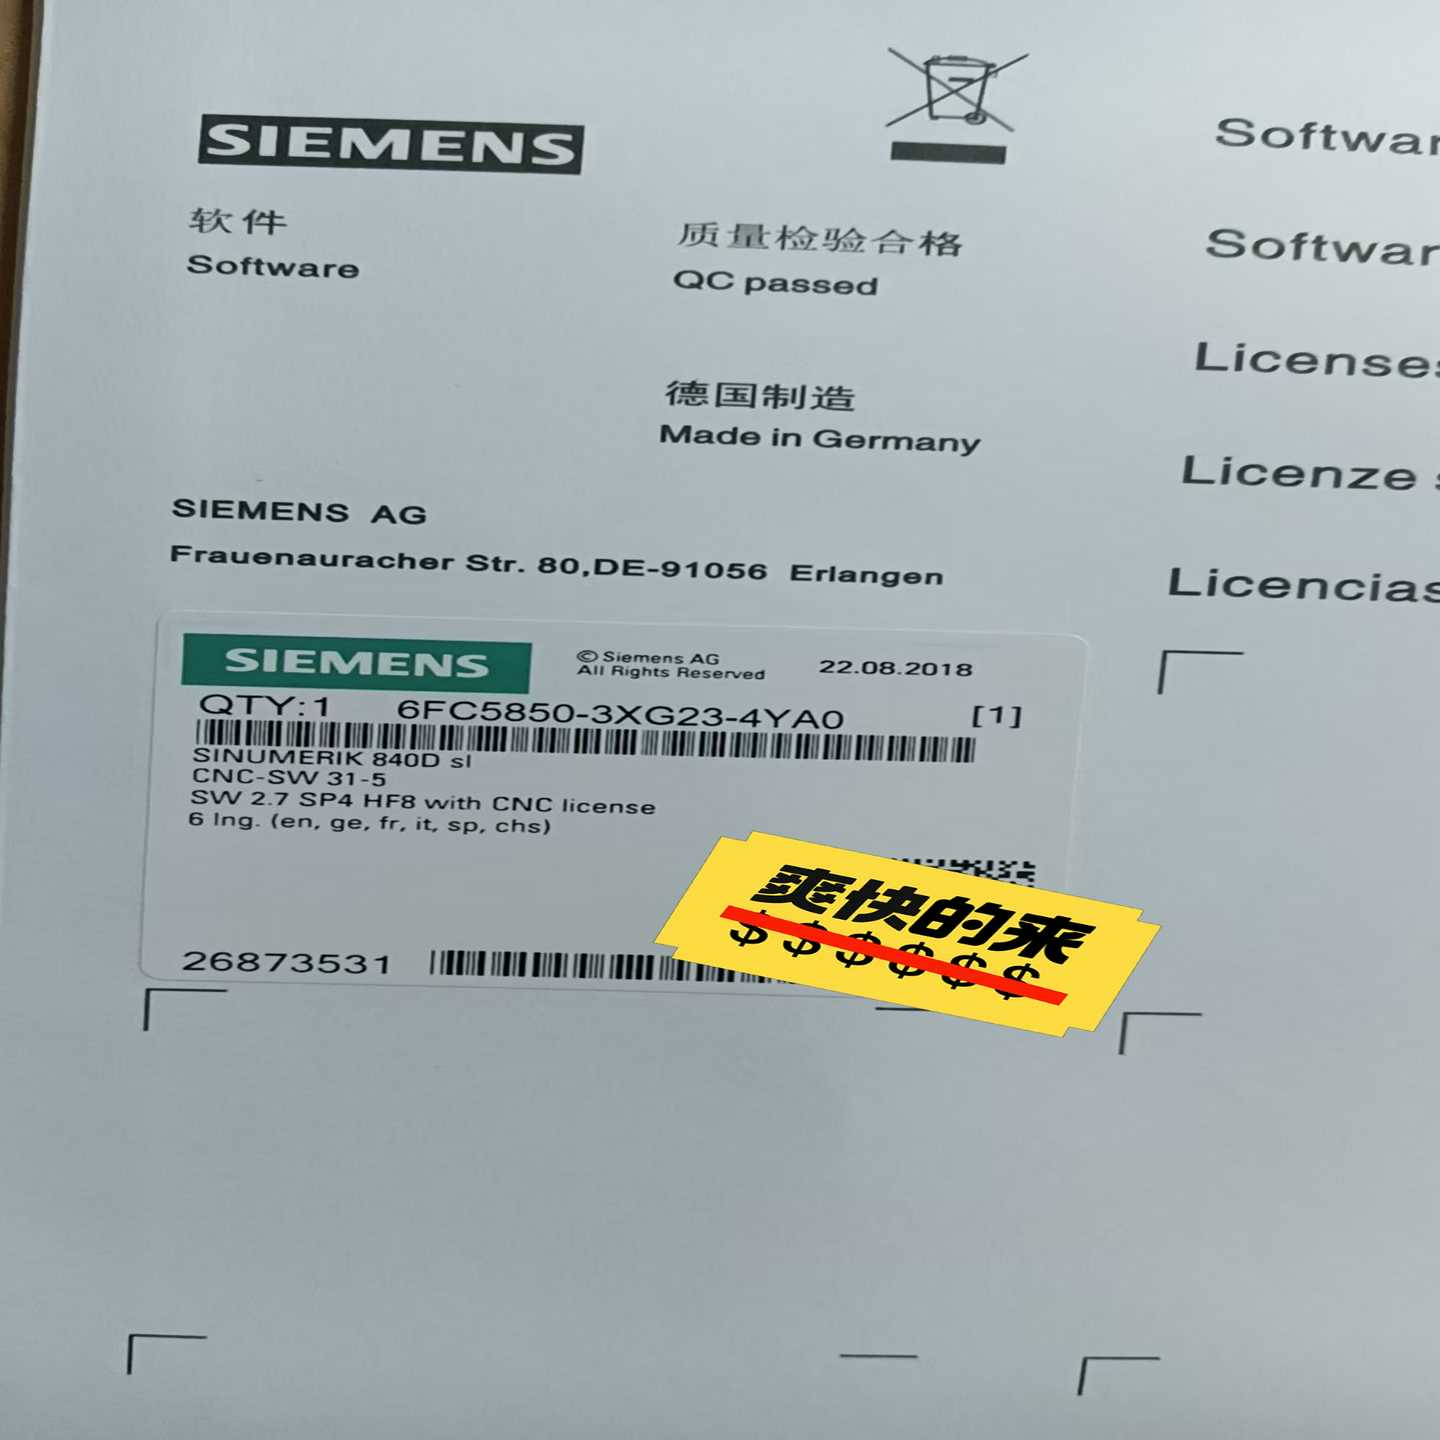 SIEMENS
软件
Software
质量检验合格
QC passed
德国制造
Made in Germany
SIEMENS AG
Frauenauracher Str. 80,DE-91056 Erlangen
SIEMENS
© Siemens AG
All Rights Reserved
22.08.2018
QTY:1 6FC5850-3XG23-4YA0 [1]
SINUMERIK 840D sl
CNC-SW 31-5
SW 2.7 SP4 HF8 with CNC license
6 lng. (en, ge, fr, it, sp, chs)
26873531
爽快的来
$$$$$$
Softwar
Softwar
Licenses
Licenze s
Licencias